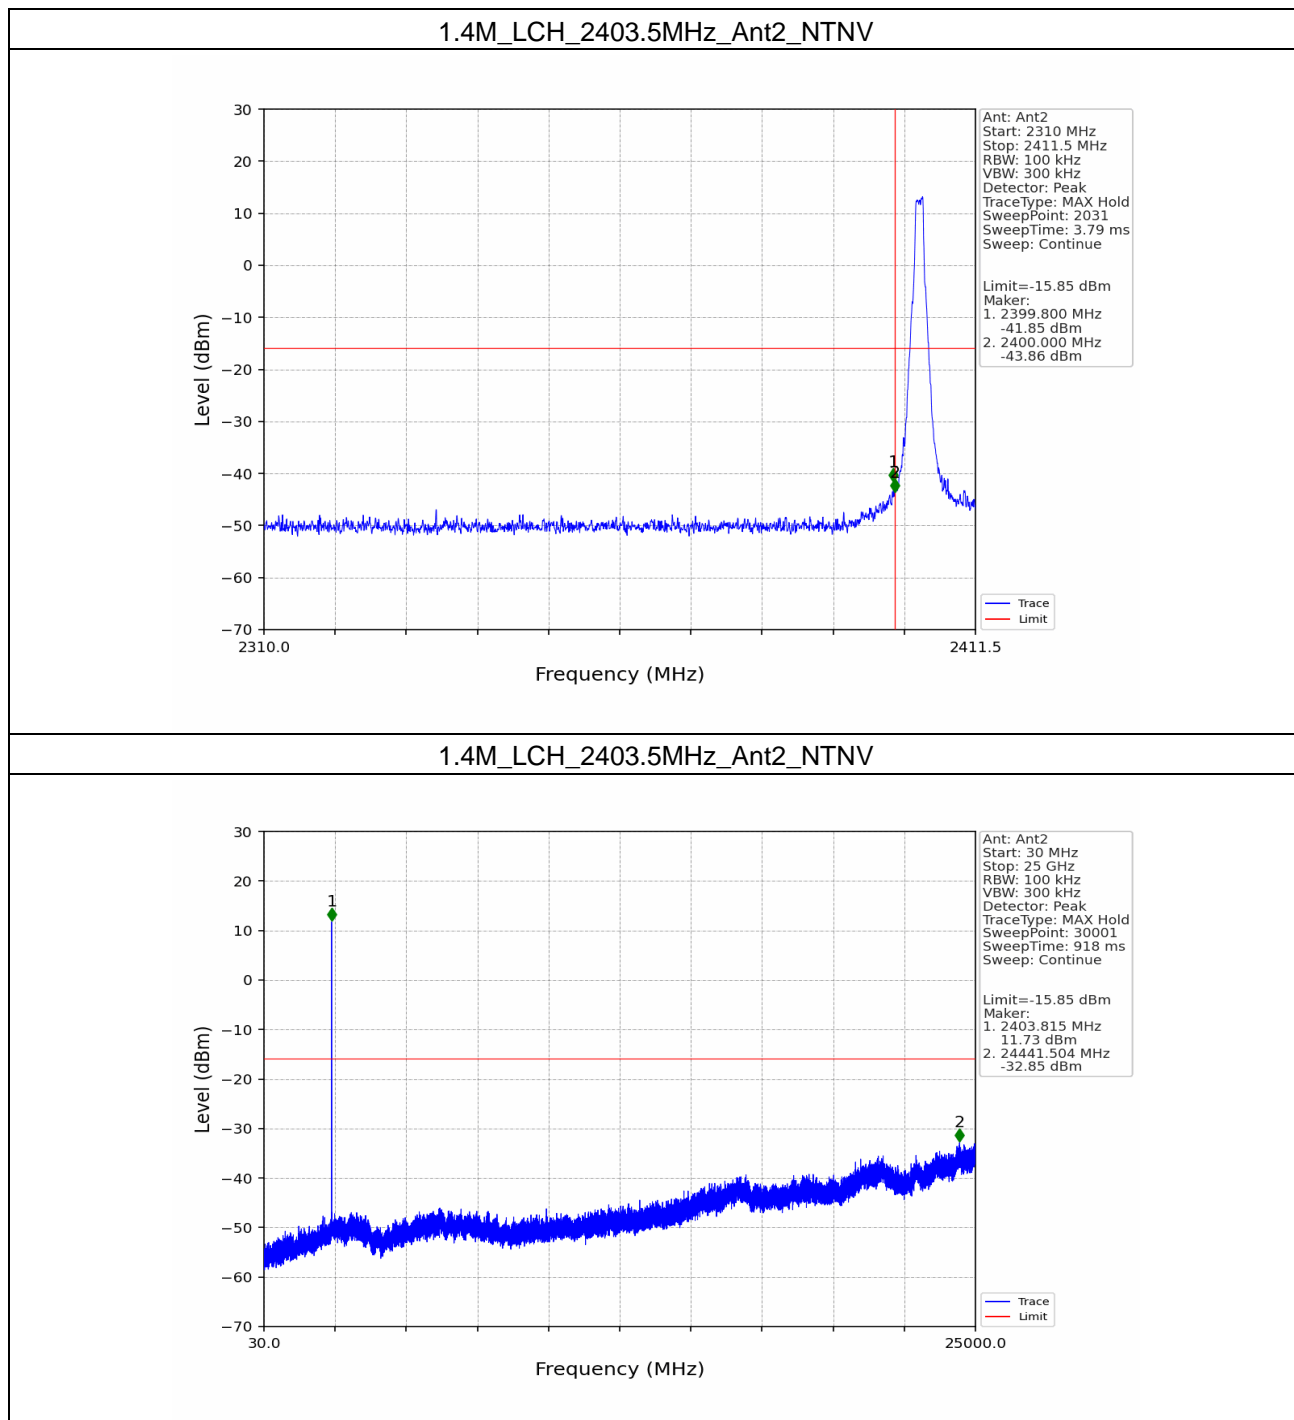 1.4M_LCH_2403.5MHz_Ant2_NTNV
30
20
10
0
−10
−20
−30
−40
−50
−60
−70
Level (dBm)
1
2
2310.0
2411.5
Frequency (MHz)
Ant: Ant2
Start: 2310 MHz
Stop: 2411.5 MHz
RBW: 100 kHz
VBW: 300 kHz
Detector: Peak
TraceType: MAX Hold
SweepPoint: 2031
SweepTime: 3.79 ms
Sweep: Continue
Limit=-15.85 dBm
Maker:
1. 2399.800 MHz
-41.85 dBm
2. 2400.000 MHz
-43.86 dBm
Trace
Limit
1.4M_LCH_2403.5MHz_Ant2_NTNV
30
20
10
0
−10
−20
−30
−40
−50
−60
−70
Level (dBm)
1
2
30.0
25000.0
Frequency (MHz)
Ant: Ant2
Start: 30 MHz
Stop: 25 GHz
RBW: 100 kHz
VBW: 300 kHz
Detector: Peak
TraceType: MAX Hold
SweepPoint: 30001
SweepTime: 918 ms
Sweep: Continue
Limit=-15.85 dBm
Maker:
1. 2403.815 MHz
11.73 dBm
2. 24441.504 MHz
-32.85 dBm
Trace
Limit